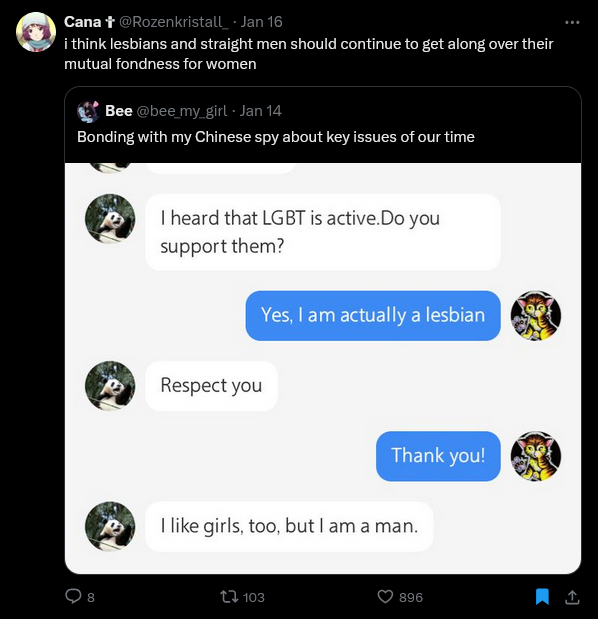 Cana ✝ @Rozenkristall_ · Jan 16
i think lesbians and straight men should continue to get along over their
mutual fondness for women
Bee @bee_my_girl · Jan 14
Bonding with my Chinese spy about key issues of our time
I heard that LGBT is active.Do you
support them?
Yes, I am actually a lesbian
Respect you
Thank you!
I like girls, too, but I am a man.
8 103 896